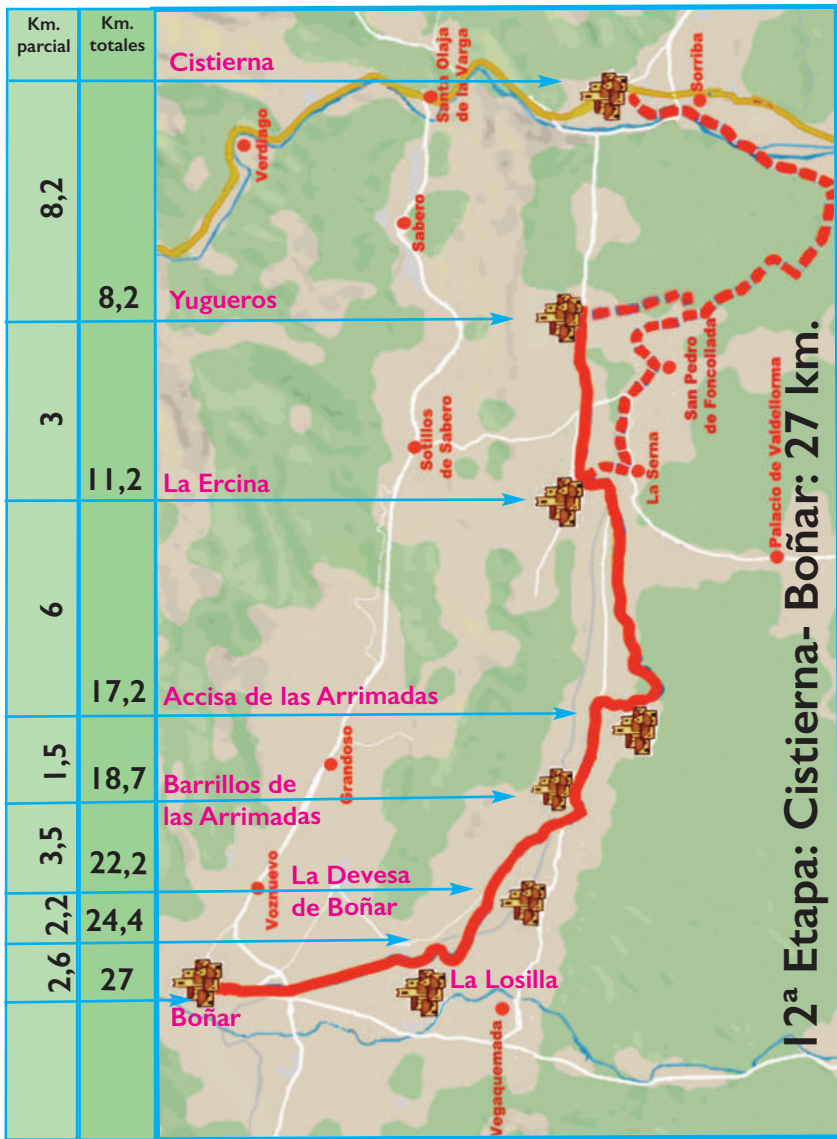 Km.
parcial
Km.
totales
Cistierna
8,2
8,2
Yugueros
3
11,2
La Ercina
6
17,2
Accisa de las Arrimadas
1,5
18,7
Barrillos de
las Arrimadas
3,5
22,2
La Devesa
de Boñar
2,2
24,4
La Losilla
2,6
27
Boñar
Sorriba
Santa Olaja
de la Varga
Verdiago
Sabero
San Pedro
de Foncollada
Sotillos
de Sabero
La Serna
Palacio de Valdellorma
Grandoso
Voznuevo
Vegaquemada
12ª Etapa: Cistierna- Boñar: 27 km.